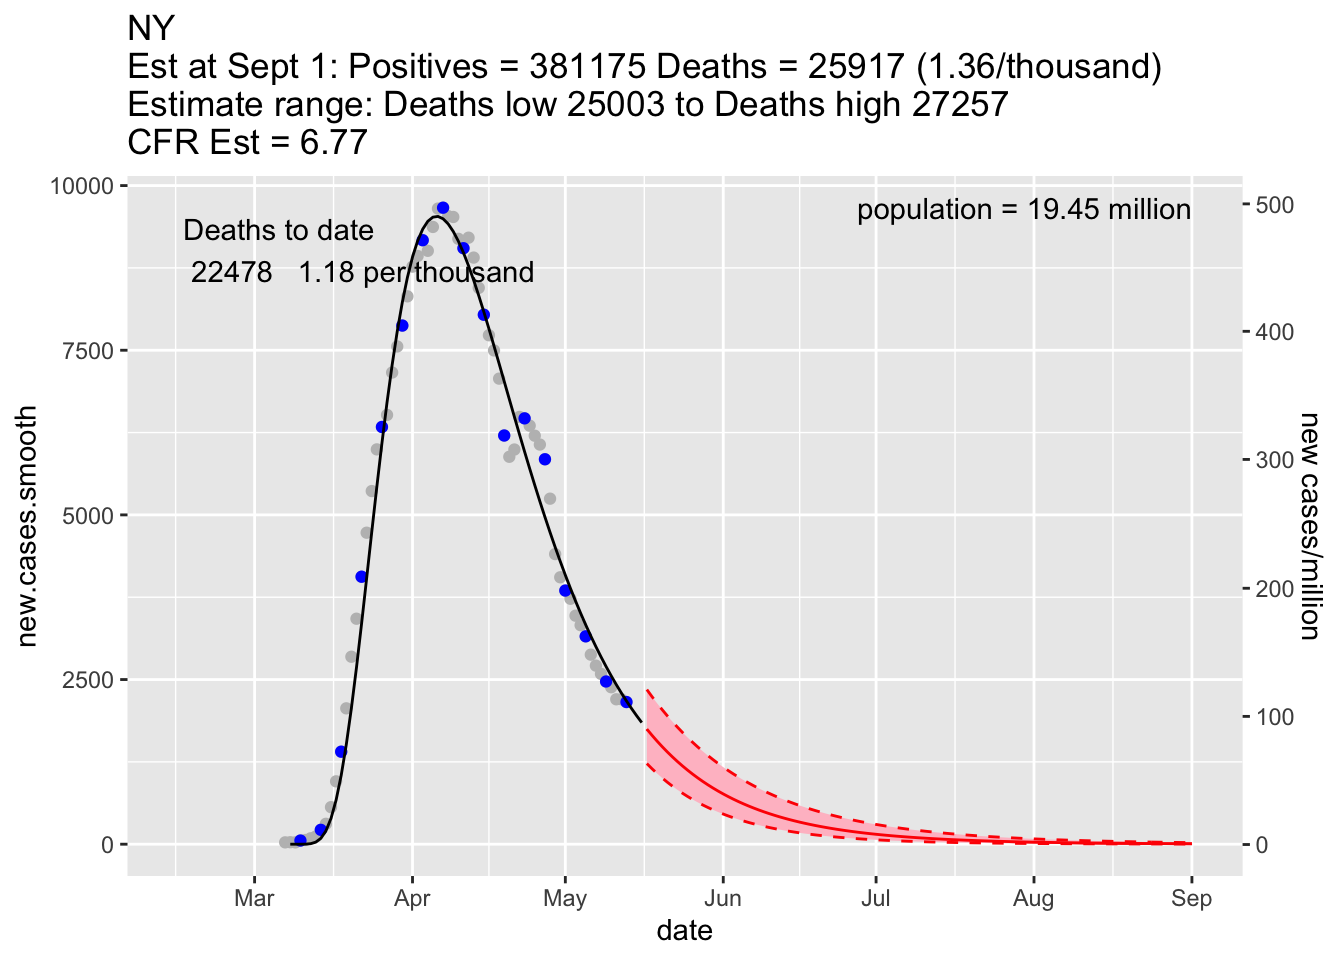 NY
Est at Sept 1: Positives = 381175 Deaths = 25917 (1.36/thousand)
Estimate range: Deaths low 25003 to Deaths high 27257
CFR Est = 6.77
10000
7500
5000
2500
0
new.cases.smooth
Deaths to date
22478 1.18 per thousand
population = 19.45 million
500
400
300
200
100
0
new cases/million
Mar Apr May Jun Jul Aug Sep
date